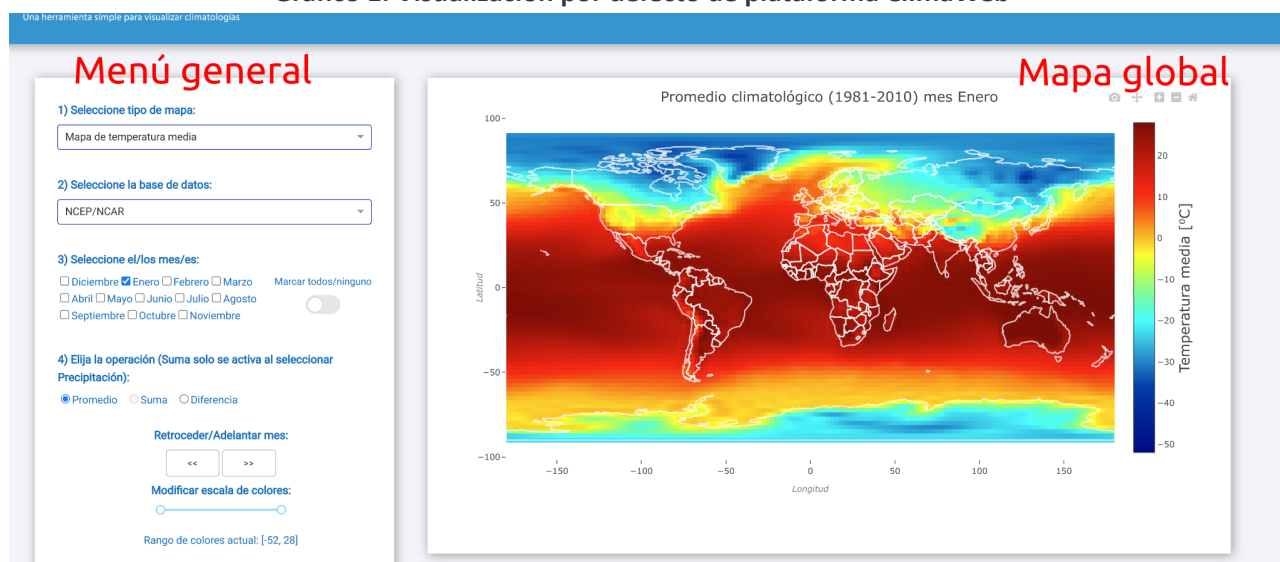 Gráfico 1. Visualización por defecto de plataforma ClimaWeb
Una herramienta simple para visualizar climatologías
Menú general
1) Seleccione tipo de mapa:
Mapa de temperatura media
2) Seleccione la base de datos:
NCEP/NCAR
3) Seleccione el/los mes/es:
Diciembre Enero Febrero Marzo
Abril Mayo Junio Julio Agosto
Septiembre Octubre Noviembre
Marcar todos/ninguno
4) Elija la operación (Suma solo se activa al seleccionar
Precipitación):
Promedio Suma Diferencia
Retroceder/Adelantar mes:
<< >>
Modificar escala de colores:
Rango de colores actual: [-52, 28]
Mapa global
Promedio climatológico (1981-2010) mes Enero
100
50
0
−50
−100
Latitud
−150 −100 −50 0 50 100 150
Longitud
20
10
0
−10
−20
−30
−40
−50
Temperatura media [ºC]